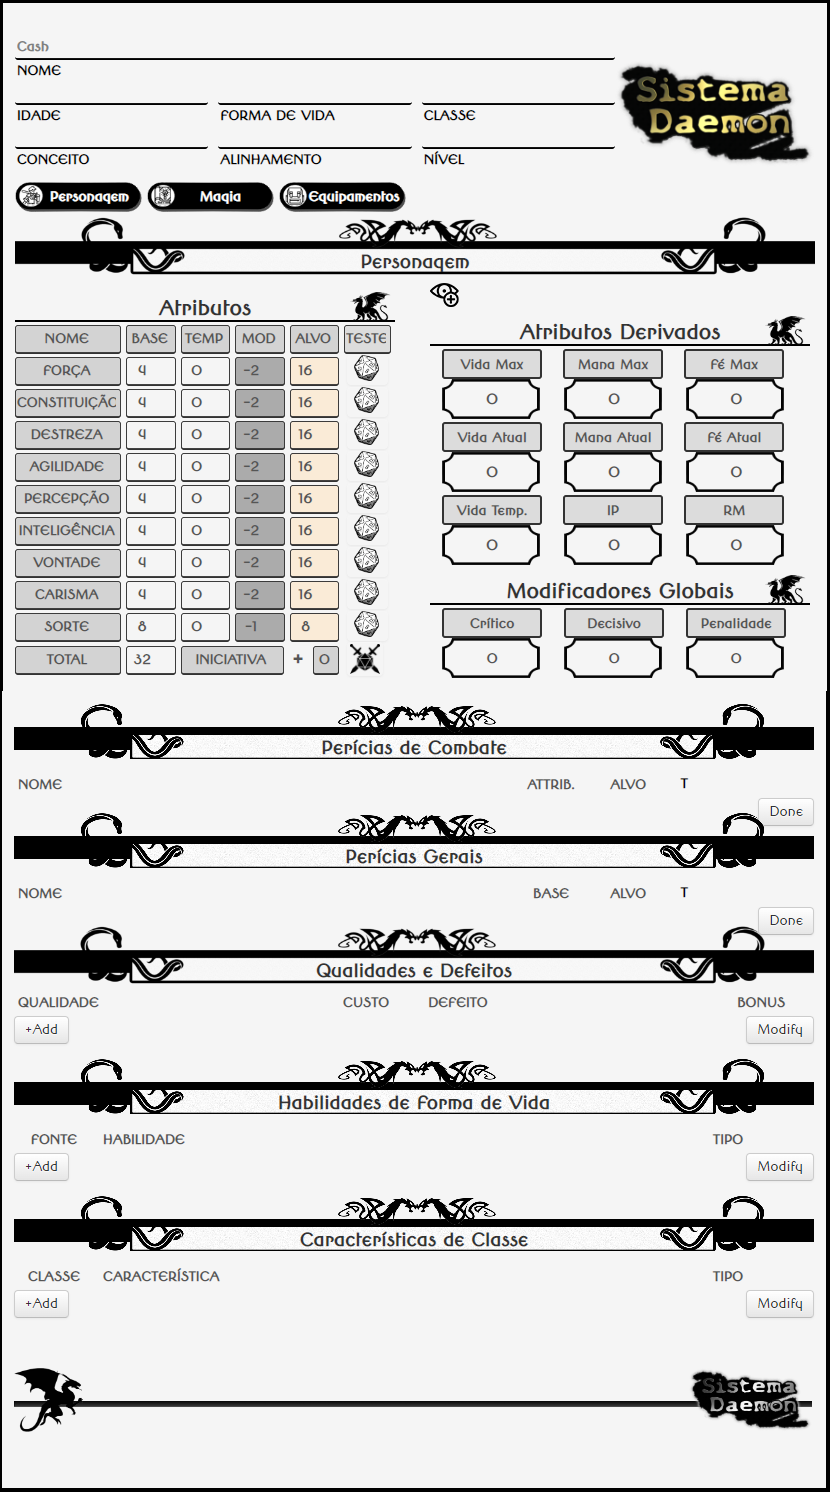 Cash
NOME
IDADE FORMA DE VIDA CLASSE
CONCEITO ALINHAMENTO NÍVEL
Sistema
Daemon
Personagem Magia Equipamentos
Personagem
Atributos
NOME BASE TEMP MOD ALVO TESTE
FORÇA 4 0 -2 16
CONSTITUIÇÃO 4 0 -2 16
DESTREZA 4 0 -2 16
AGILIDADE 4 0 -2 16
PERCEPÇÃO 4 0 -2 16
INTELIGÊNCIA 4 0 -2 16
VONTADE 4 0 -2 16
CARISMA 4 0 -2 16
SORTE 8 0 -1 8
TOTAL 32 INICIATIVA + 0
Atributos Derivados
Vida Max Mana Max Fé Max
0 0 0
Vida Atual Mana Atual Fé Atual
0 0 0
Vida Temp. IP RM
0 0 0
Modificadores Globais
Crítico Decisivo Penalidade
0 0 0
Perícias de Combate
NOME ATTRIB. ALVO T
Done
Perícias Gerais
NOME BASE ALVO T
Done
Qualidades e Defeitos
QUALIDADE CUSTO DEFEITO BONUS
+Add Modify
Habilidades de Forma de Vida
FONTE HABILIDADE TIPO
+Add Modify
Características de Classe
CLASSE CARACTERÍSTICA TIPO
+Add Modify
Sistema
Daemon